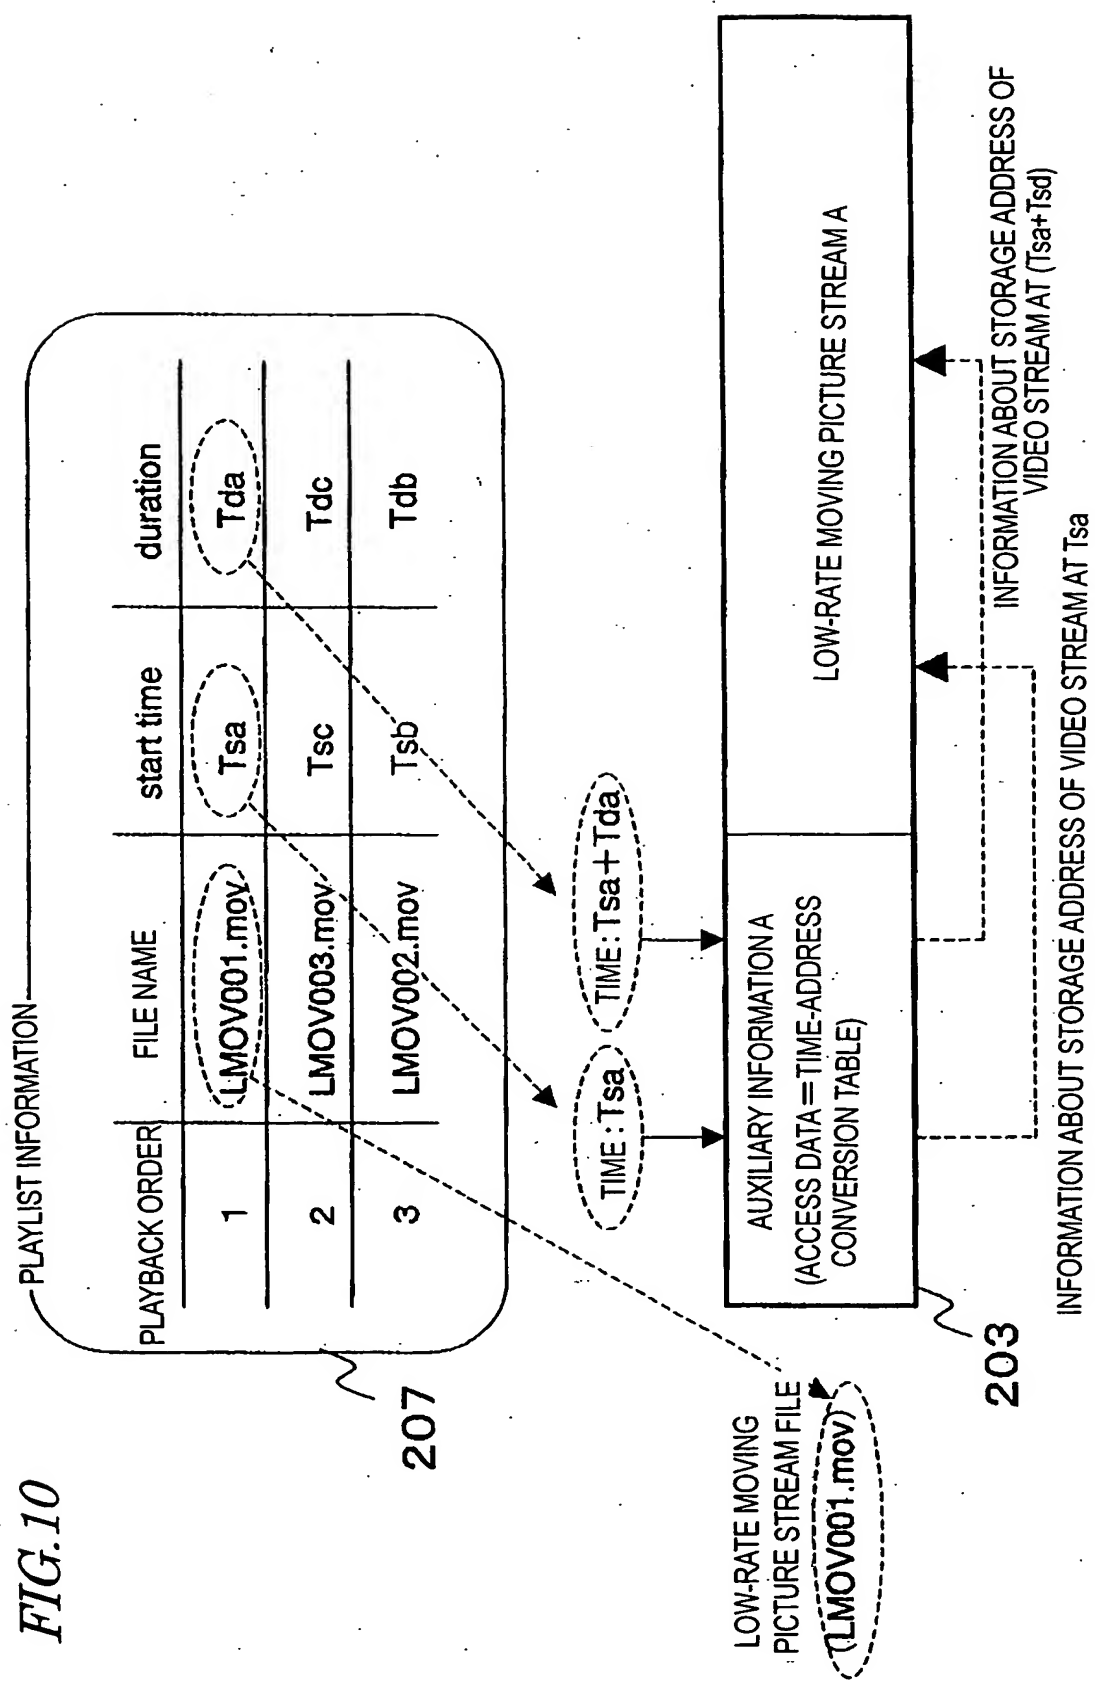 FIG.10
PLAYLIST INFORMATION
PLAYBACK ORDER FILE NAME start time duration
1 LMOV001.mov Tsa Tda
2 LMOV003.mov Tsc Tdc
3 LMOV002.mov Tsb Tdb
207
TIME:Tsa TIME:Tsa+Tda
LOW-RATE MOVING
PICTURE STREAM FILE
(LMOV001.mov)
AUXILIARY INFORMATION A
(ACCESS DATA=TIME-ADDRESS
CONVERSION TABLE)
LOW-RATE MOVING PICTURE STREAM A
203
INFORMATION ABOUT STORAGE ADDRESS OF
VIDEO STREAM AT (Tsa+Tsd)
INFORMATION ABOUT STORAGE ADDRESS OF VIDEO STREAM AT Tsa